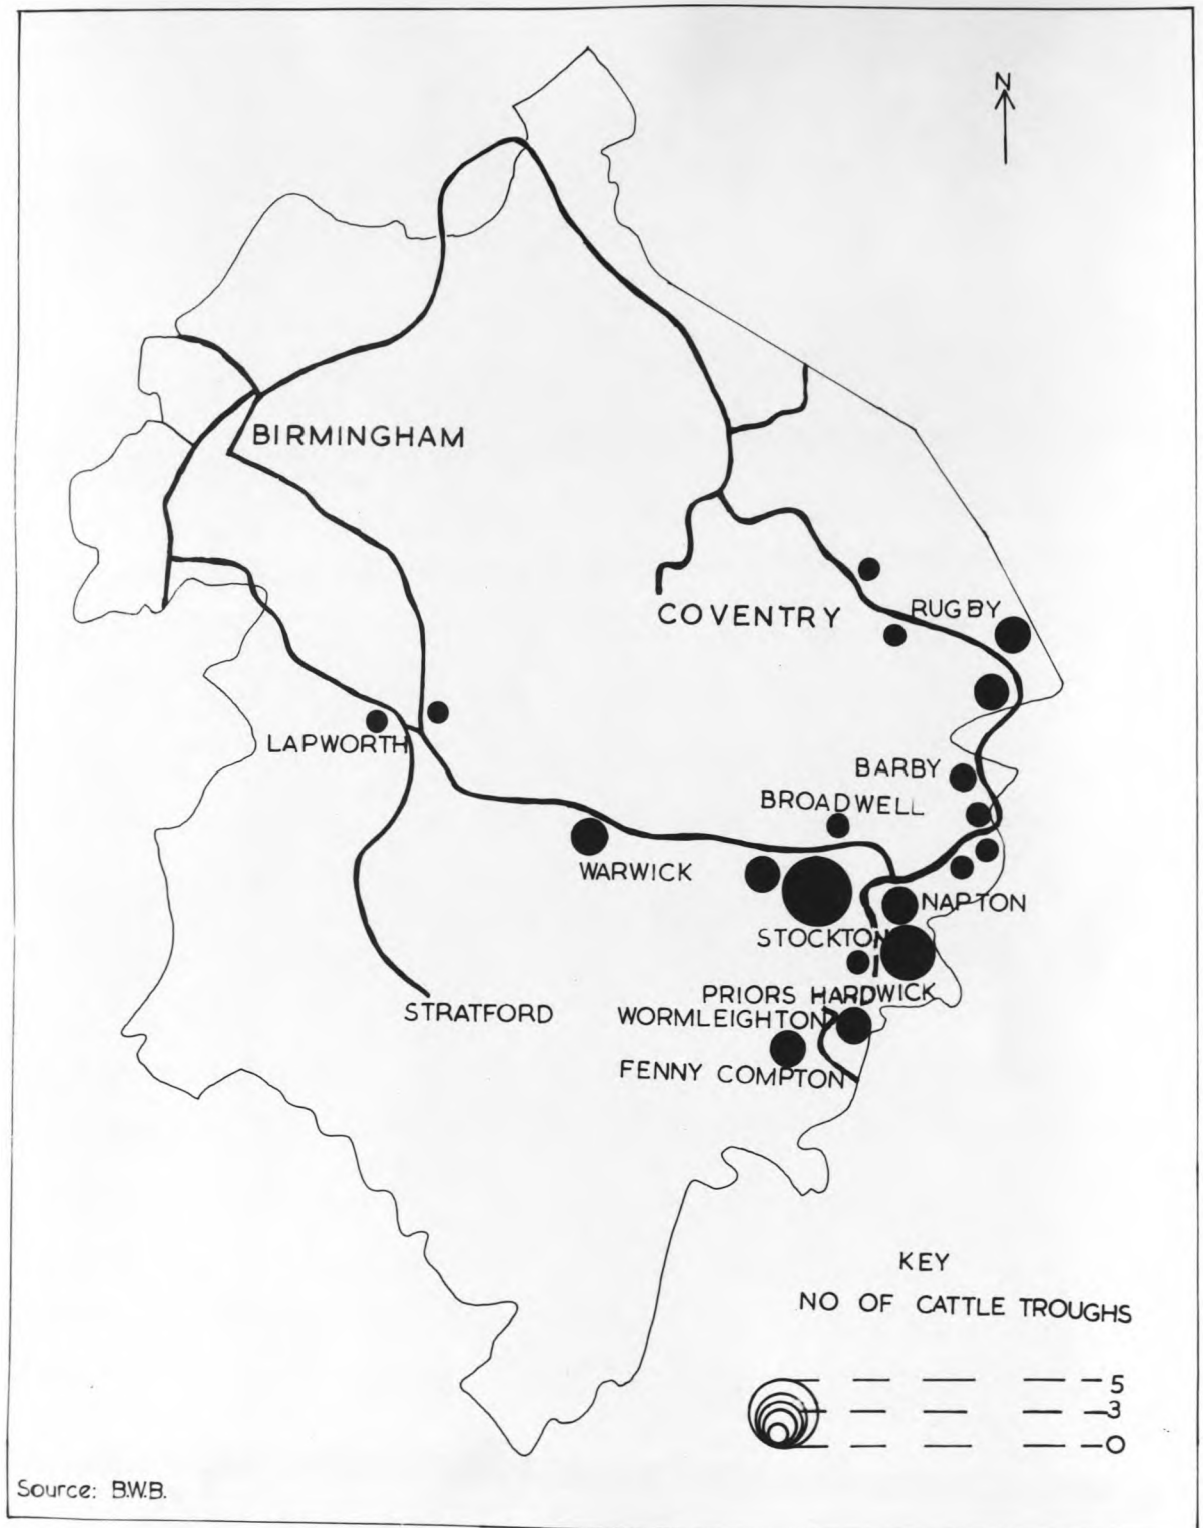 N
BIRMINGHAM
COVENTRY
RUGBY
LAPWORTH
BARBY
BROADWELL
WARWICK
NAPTON
STOCKTON
PRIORS HARDWICK
STRATFORD
WORMLEIGHTON
FENNY COMPTON
KEY
NO OF CATTLE TROUGHS
5
3
0
Source: B.W.B.